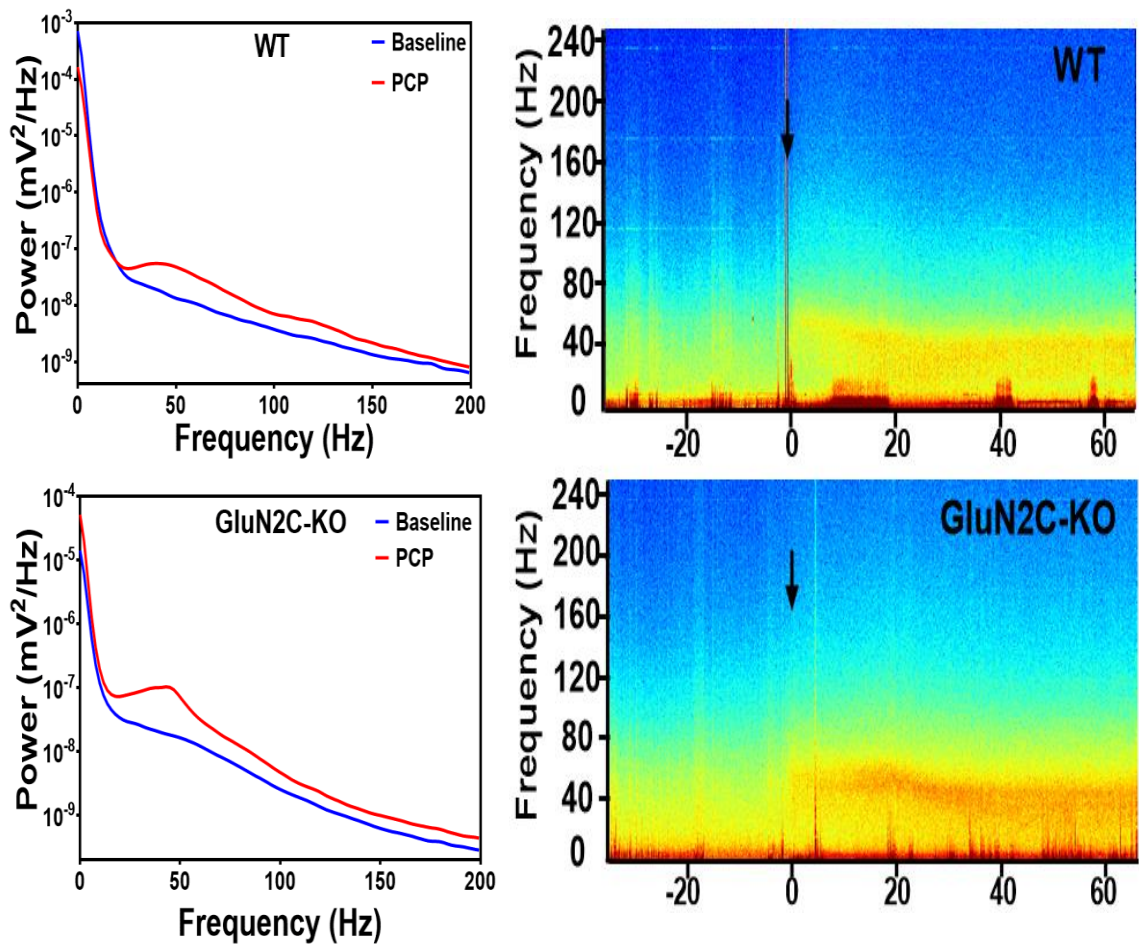 WT
Baseline
PCP
Power (mV²/Hz)
10⁻³
10⁻⁴
10⁻⁵
10⁻⁶
10⁻⁷
10⁻⁸
10⁻⁹
0 50 100 150 200
Frequency (Hz)
WT
Frequency (Hz)
240
200
160
120
80
40
0
-20 0 20 40 60
GluN2C-KO
Baseline
PCP
Power (mV²/Hz)
10⁻⁴
10⁻⁵
10⁻⁶
10⁻⁷
10⁻⁸
10⁻⁹
0 50 100 150 200
Frequency (Hz)
GluN2C-KO
Frequency (Hz)
240
200
160
120
80
40
0
-20 0 20 40 60